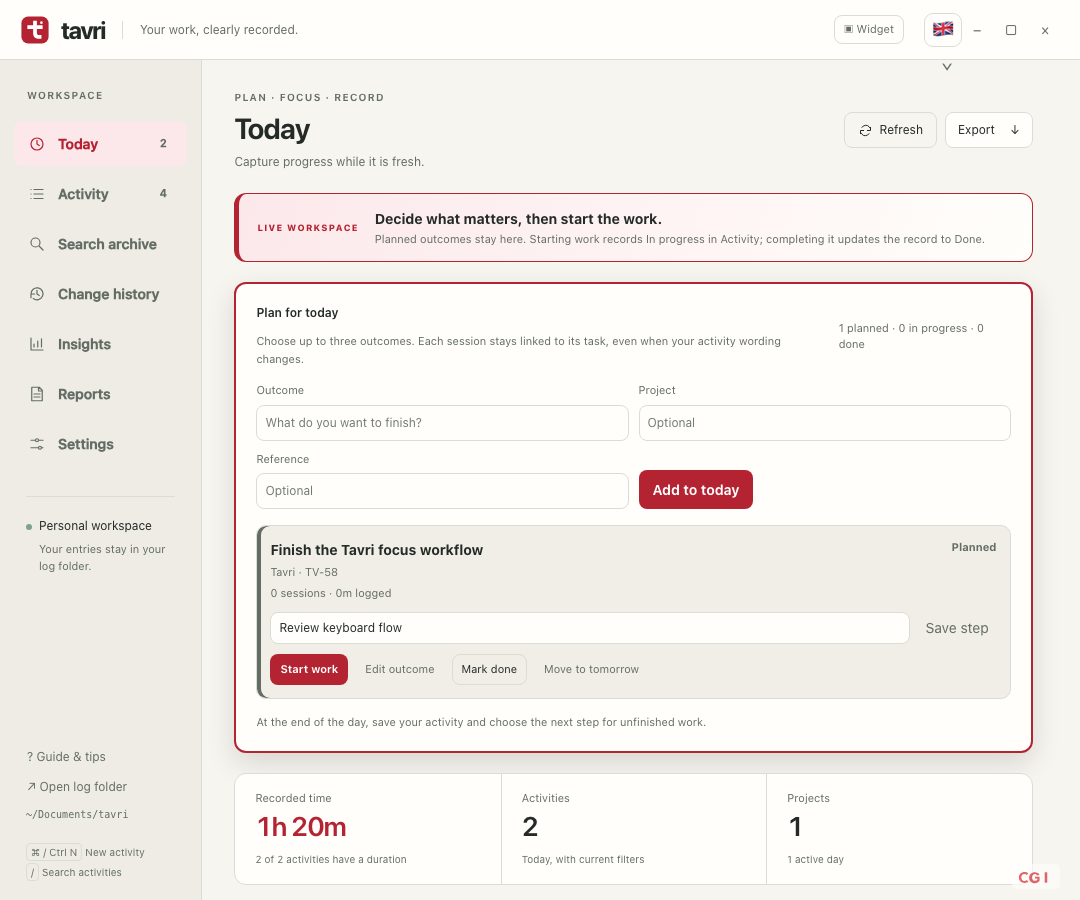 tavri
Your work, clearly recorded.
Widget
WORKSPACE
Today 2
Activity 4
Search archive
Change history
Insights
Reports
Settings
Personal workspace
Your entries stay in your
log folder.
? Guide & tips
↗ Open log folder
~/Documents/tavri
⌘ / Ctrl N New activity
/ Search activities
PLAN · FOCUS · RECORD
Today
Capture progress while it is fresh.
Refresh
Export ↓
LIVE WORKSPACE
Decide what matters, then start the work.
Planned outcomes stay here. Starting work records In progress in Activity; completing it updates the record to Done.
Plan for today
Choose up to three outcomes. Each session stays linked to its task, even when your activity wording
changes.
1 planned · 0 in progress · 0
done
Outcome
Project
What do you want to finish?
Optional
Reference
Optional
Add to today
Finish the Tavri focus workflow
Planned
Tavri · TV-58
0 sessions · 0m logged
Review keyboard flow
Save step
Start work
Edit outcome
Mark done
Move to tomorrow
At the end of the day, save your activity and choose the next step for unfinished work.
Recorded time
1h 20m
2 of 2 activities have a duration
Activities
2
Today, with current filters
Projects
1
1 active day
CGI